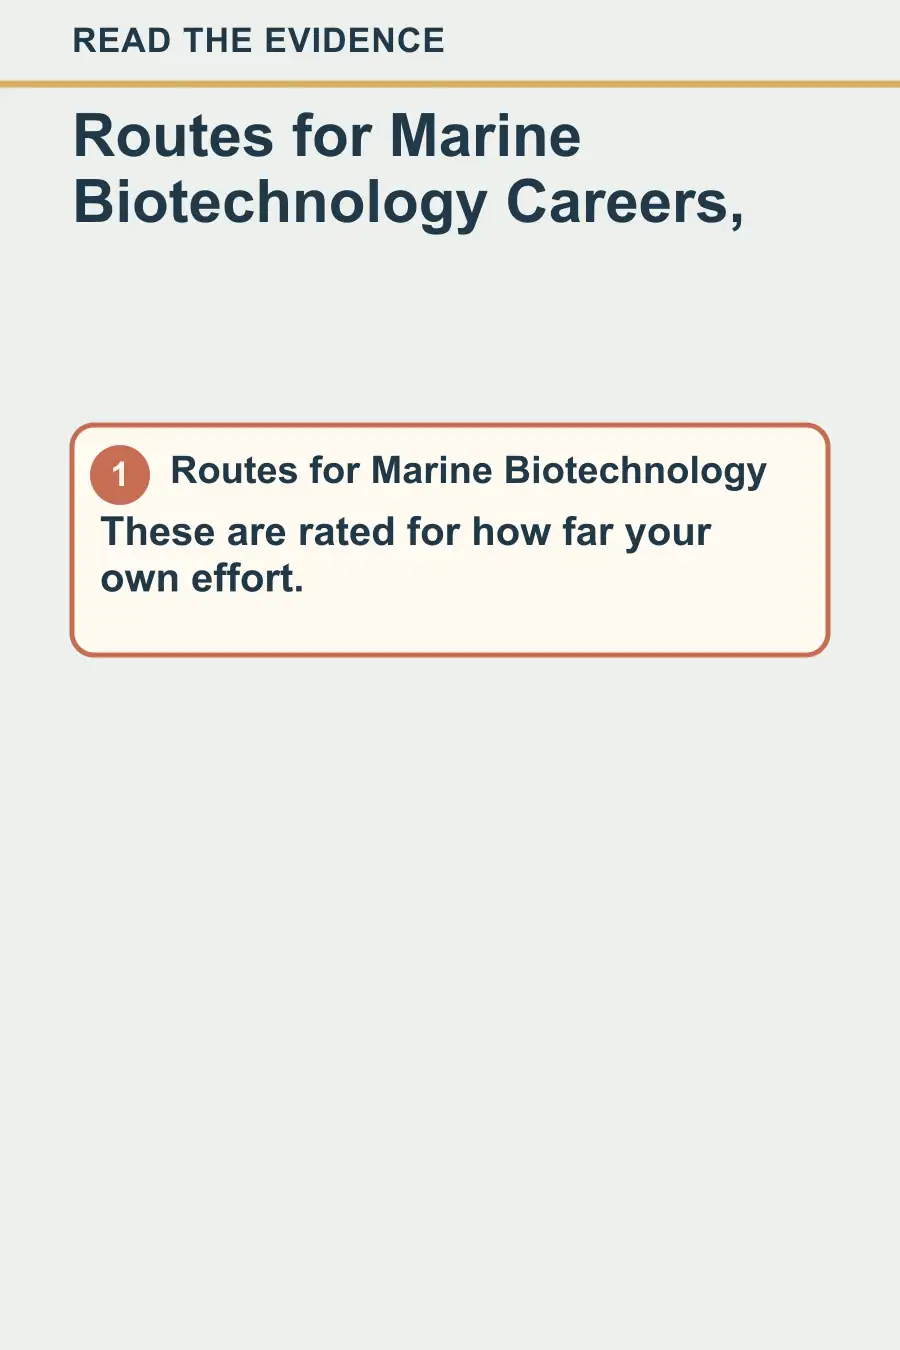 READ THE EVIDENCE
Routes for Marine
Biotechnology Careers,
1 Routes for Marine Biotechnology
These are rated for how far your
own effort.